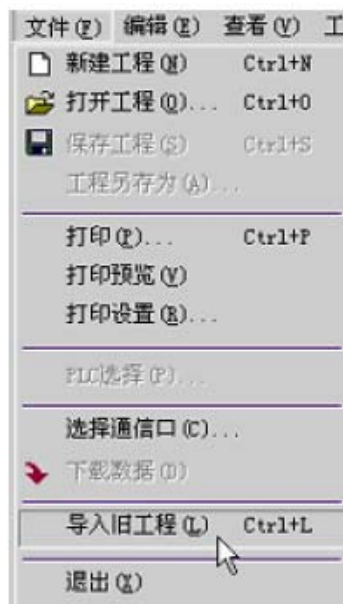 文件(F) 编辑(E) 查看(V) 工
新建工程(N) Ctrl+N
打开工程(O)... Ctrl+O
保存工程(S) Ctrl+S
工程另存为(A)...
打印(P)... Ctrl+P
打印预览(V)
打印设置(R)...
PLC选择(P)...
选择通信口(C)...
下载数据(D)
导入旧工程(L) Ctrl+L
退出(X)